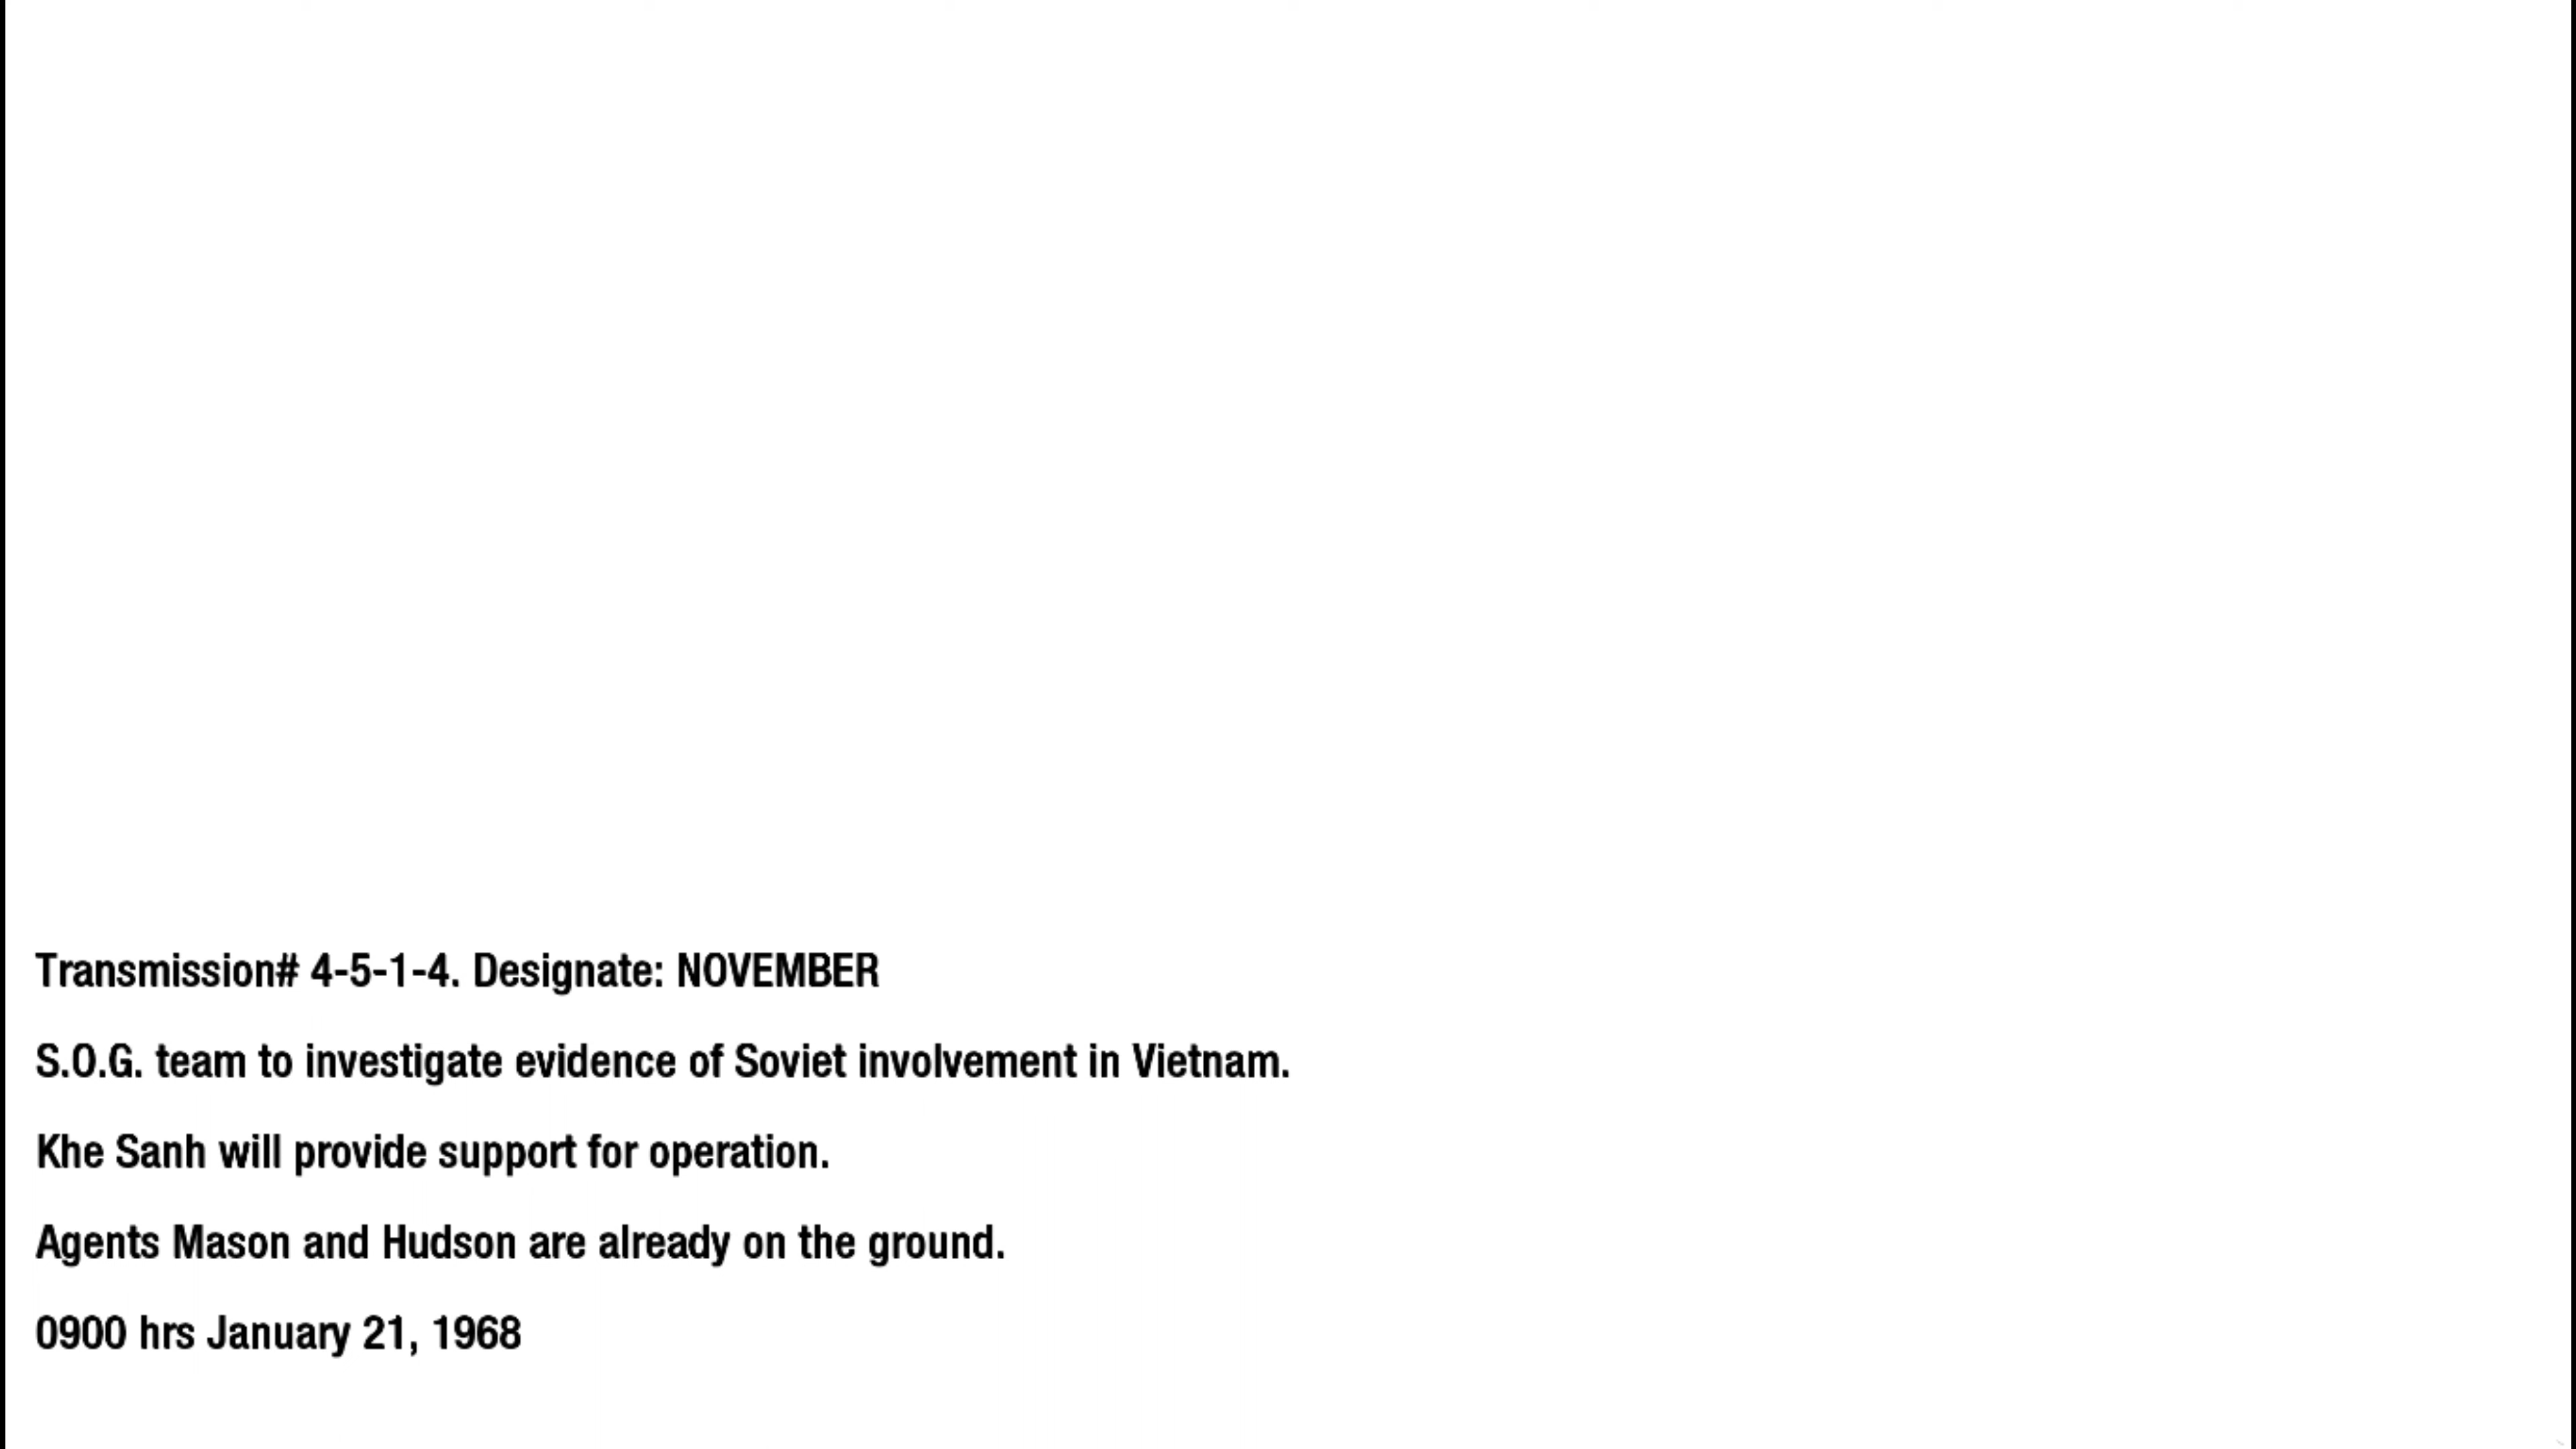 Transmission# 4-5-1-4. Designate: NOVEMBER
S.O.G. team to investigate evidence of Soviet involvement in Vietnam.
Khe Sanh will provide support for operation.
Agents Mason and Hudson are already on the ground.
0900 hrs January 21, 1968